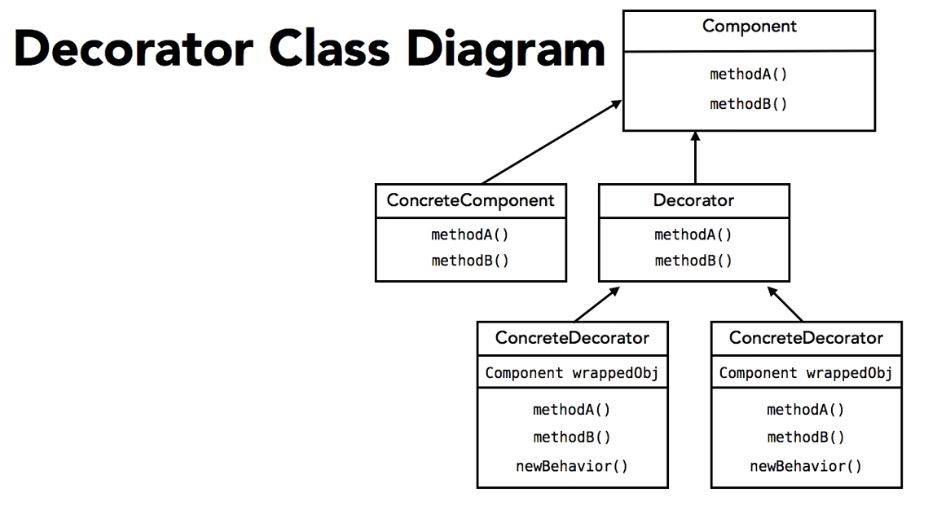 Decorator Class Diagram
Component
methodA()
methodB()
ConcreteComponent
methodA()
methodB()
Decorator
methodA()
methodB()
ConcreteDecorator
Component wrappedObj
methodA()
methodB()
newBehavior()
ConcreteDecorator
Component wrappedObj
methodA()
methodB()
newBehavior()